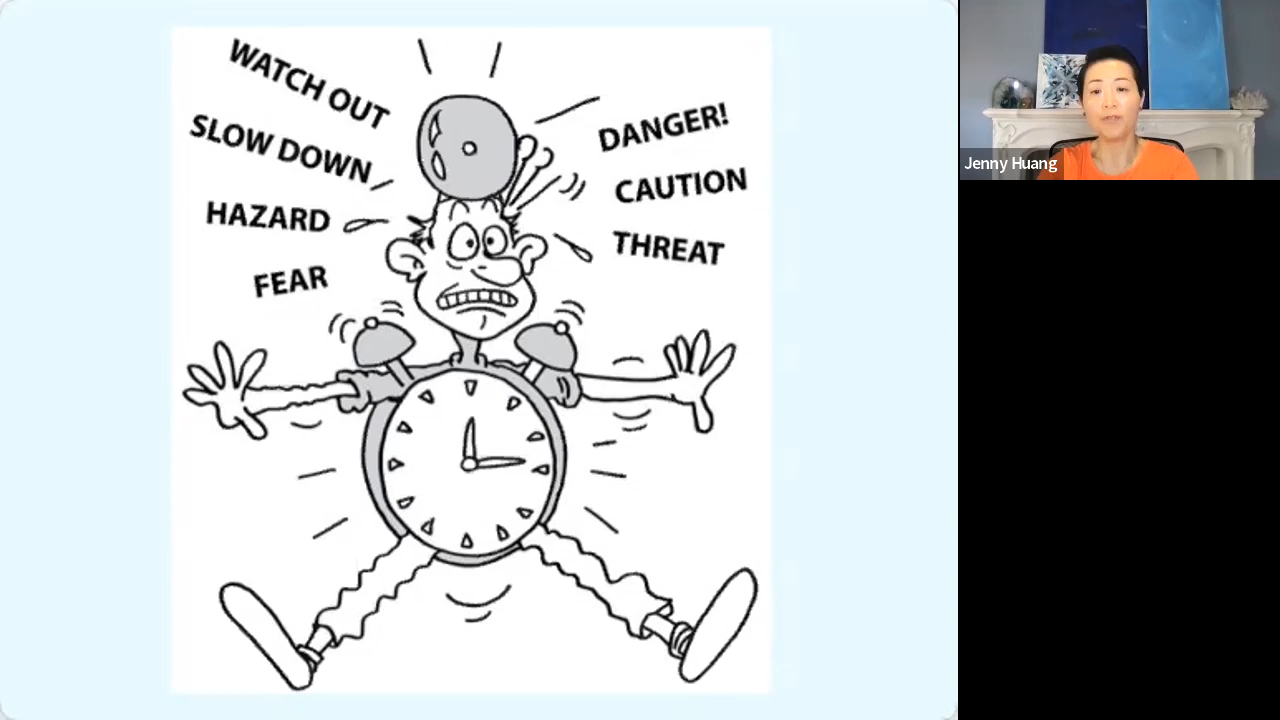 WATCH OUT
SLOW DOWN
HAZARD
FEAR
DANGER!
CAUTION
THREAT
Jenny Huang